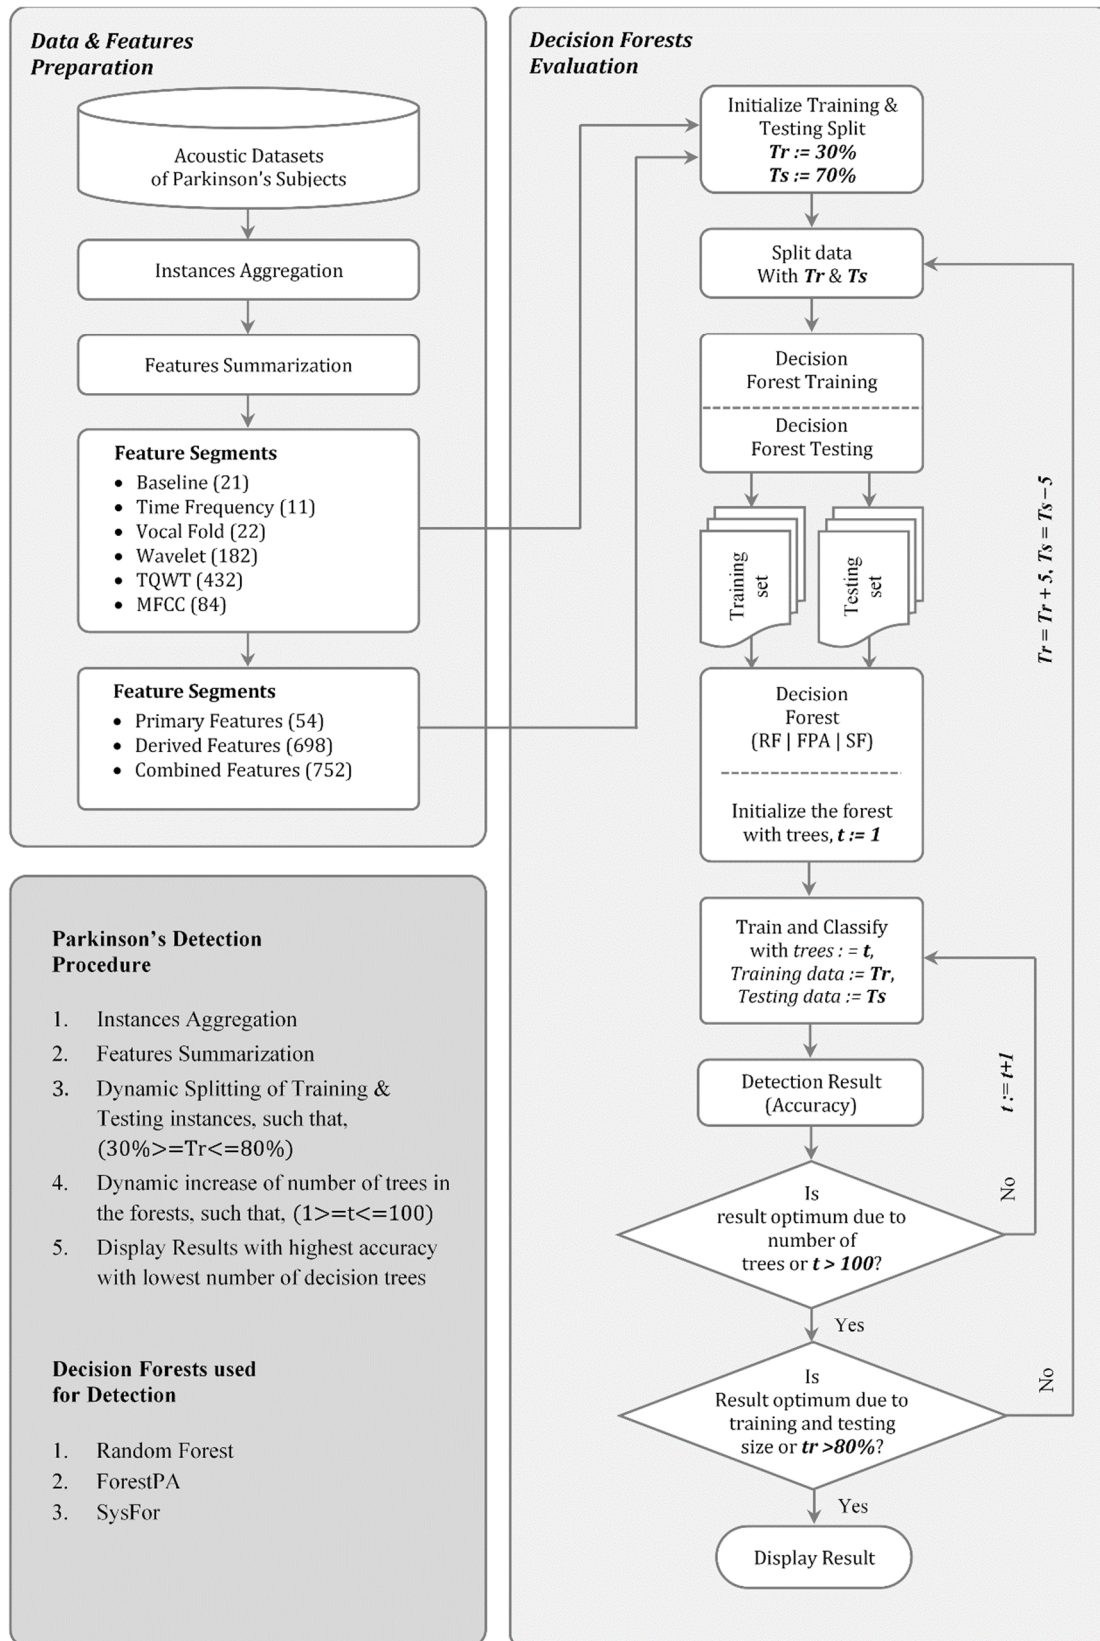 Data & Features
Preparation
Acoustic Datasets
of Parkinson's Subjects
Instances Aggregation
Features Summarization
Feature Segments
• Baseline (21)
• Time Frequency (11)
• Vocal Fold (22)
• Wavelet (182)
• TQWT (432)
• MFCC (84)
Feature Segments
• Primary Features (54)
• Derived Features (698)
• Combined Features (752)
Parkinson's Detection
Procedure
1. Instances Aggregation
2. Features Summarization
3. Dynamic Splitting of Training &
Testing instances, such that,
(30%>=Tr<=80%)
4. Dynamic increase of number of trees in
the forests, such that, (1>=t<=100)
5. Display Results with highest accuracy
with lowest number of decision trees
Decision Forests used
for Detection
1. Random Forest
2. ForestPA
3. SysFor
Decision Forests
Evaluation
Initialize Training &
Testing Split
Tr := 30%
Ts := 70%
Split data
With Tr & Ts
Decision
Forest Training
Decision
Forest Testing
Training
set
Testing
set
Decision
Forest
(RF | FPA | SF)
Initialize the forest
with trees, t := 1
Train and Classify
with trees : = t,
Training data := Tr,
Testing data := Ts
Detection Result
(Accuracy)
Is
result optimum due to
number of
trees or t > 100?
No
t := t+1
Yes
Is
Result optimum due to
training and testing
size or tr >80%?
No
Tr = Tr + 5, Ts = Ts – 5
Yes
Display Result